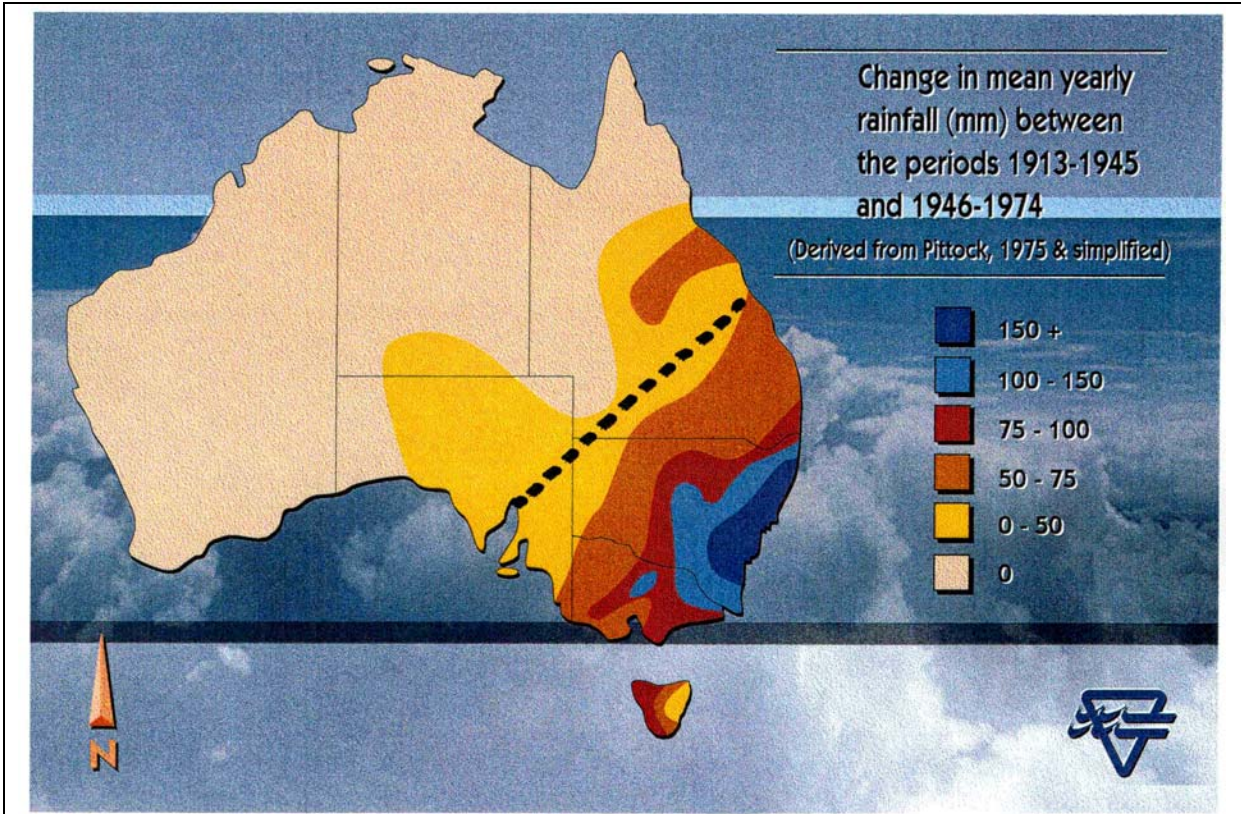 Change in mean yearly
rainfall (mm) between
the periods 1913-1945
and 1946-1974
(Derived from Pittock, 1975 & simplified)
150 +
100 - 150
75 - 100
50 - 75
0 - 50
0
N